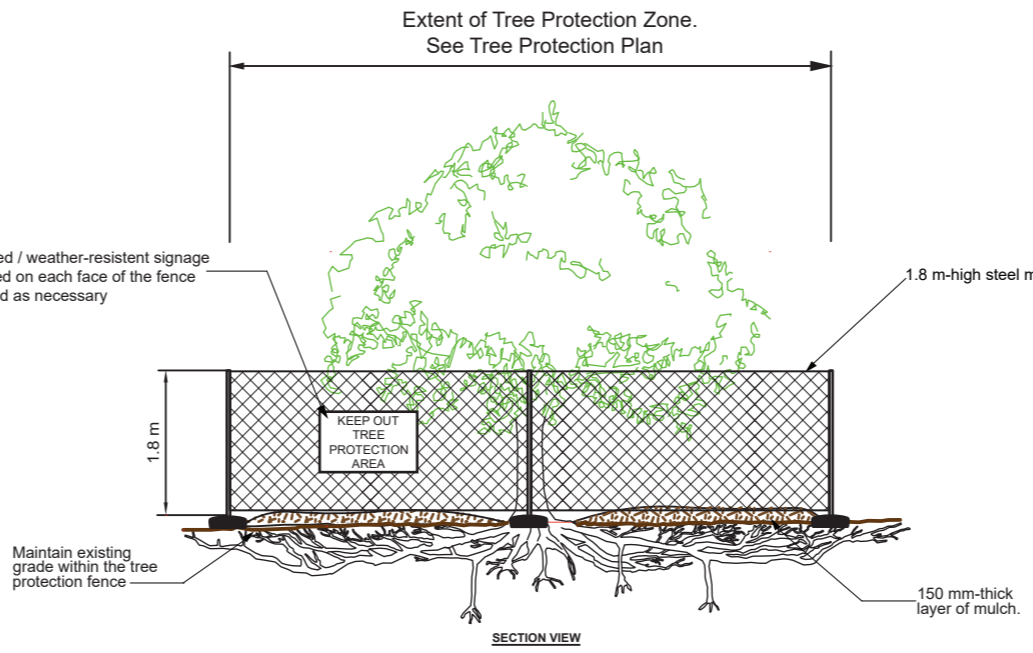 Extent of Tree Protection Zone.
See Tree Protection Plan
ed / weather-resistent signage
ed on each face of the fence
d as necessary
1.8 m-high steel m
1.8 m
KEEP OUT
TREE
PROTECTION
AREA
Maintain existing
grade within the tree
protection fence
150 mm-thick
layer of mulch.
SECTION VIEW